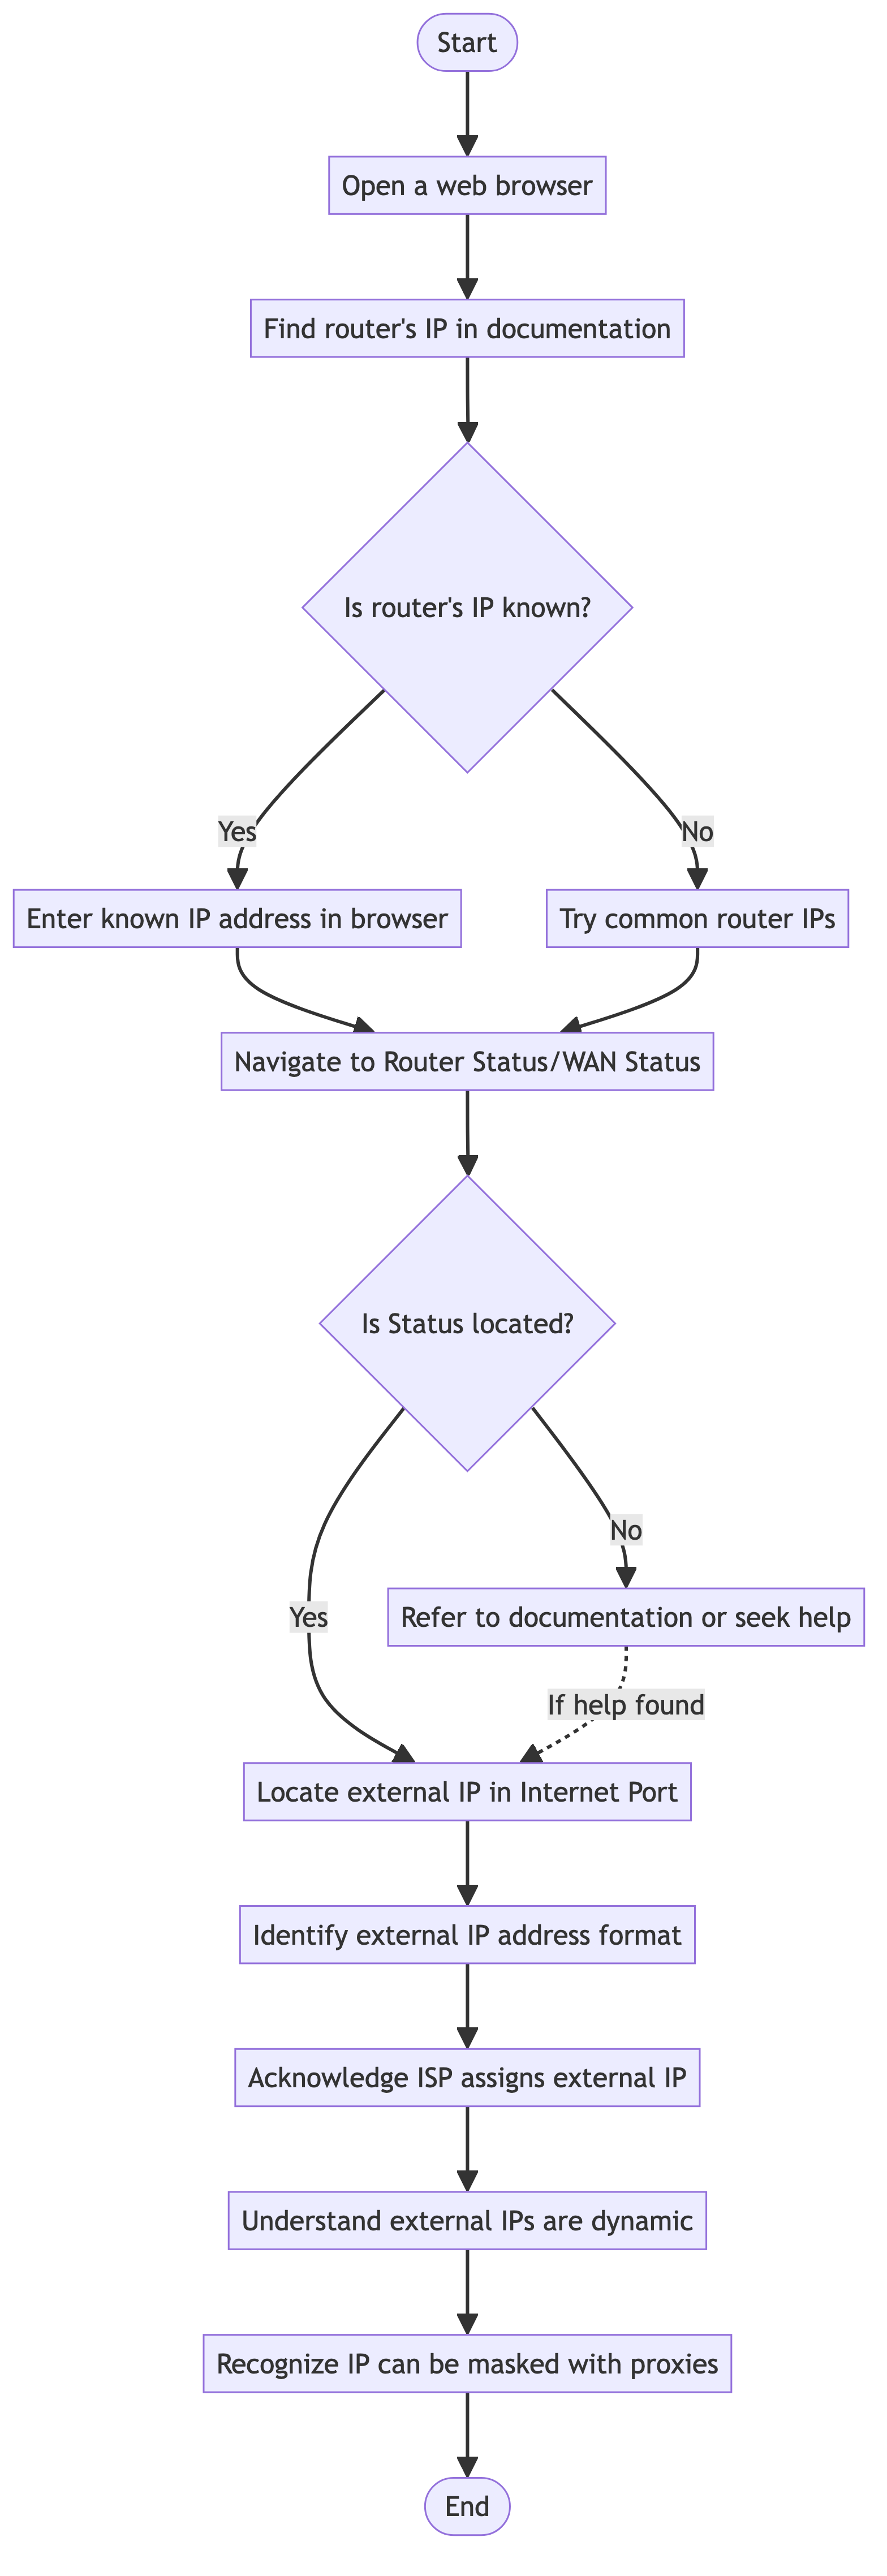 Start
Open a web browser
Find router's IP in documentation
Is router's IP known?
Yes
No
Enter known IP address in browser
Try common router IPs
Navigate to Router Status/WAN Status
Is Status located?
No
Yes
Refer to documentation or seek help
If help found
Locate external IP in Internet Port
Identify external IP address format
Acknowledge ISP assigns external IP
Understand external IPs are dynamic
Recognize IP can be masked with proxies
End